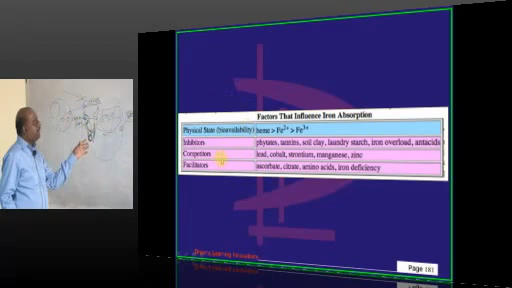 Factors That Influence Iron Absorption
Physical State (bioavailability) heme > Fe2+ > Fe3+
Inhibitors phytates, tannins, soil clay, laundry starch, iron overload, antacids
Competitors lead, cobalt, strontium, manganese, zinc
Facilitators ascorbate, citrate, amino acids, iron deficiency
Page 181